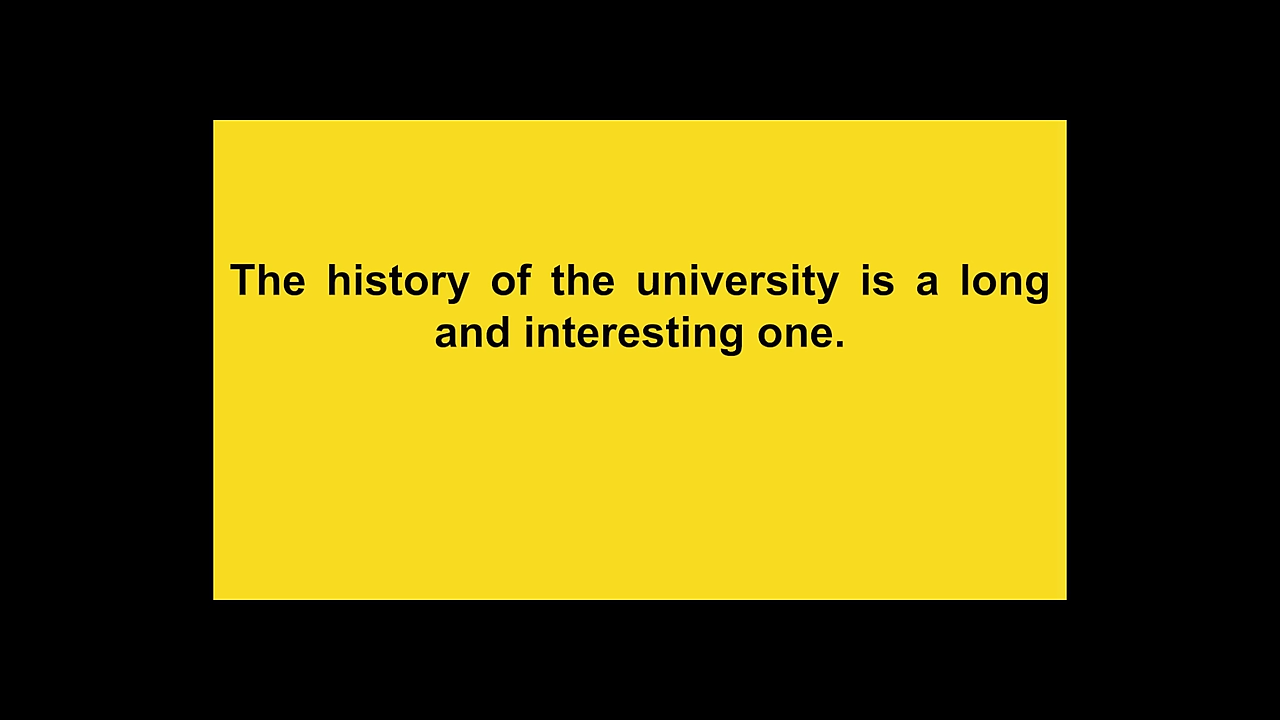 The history of the university is a long
and interesting one.